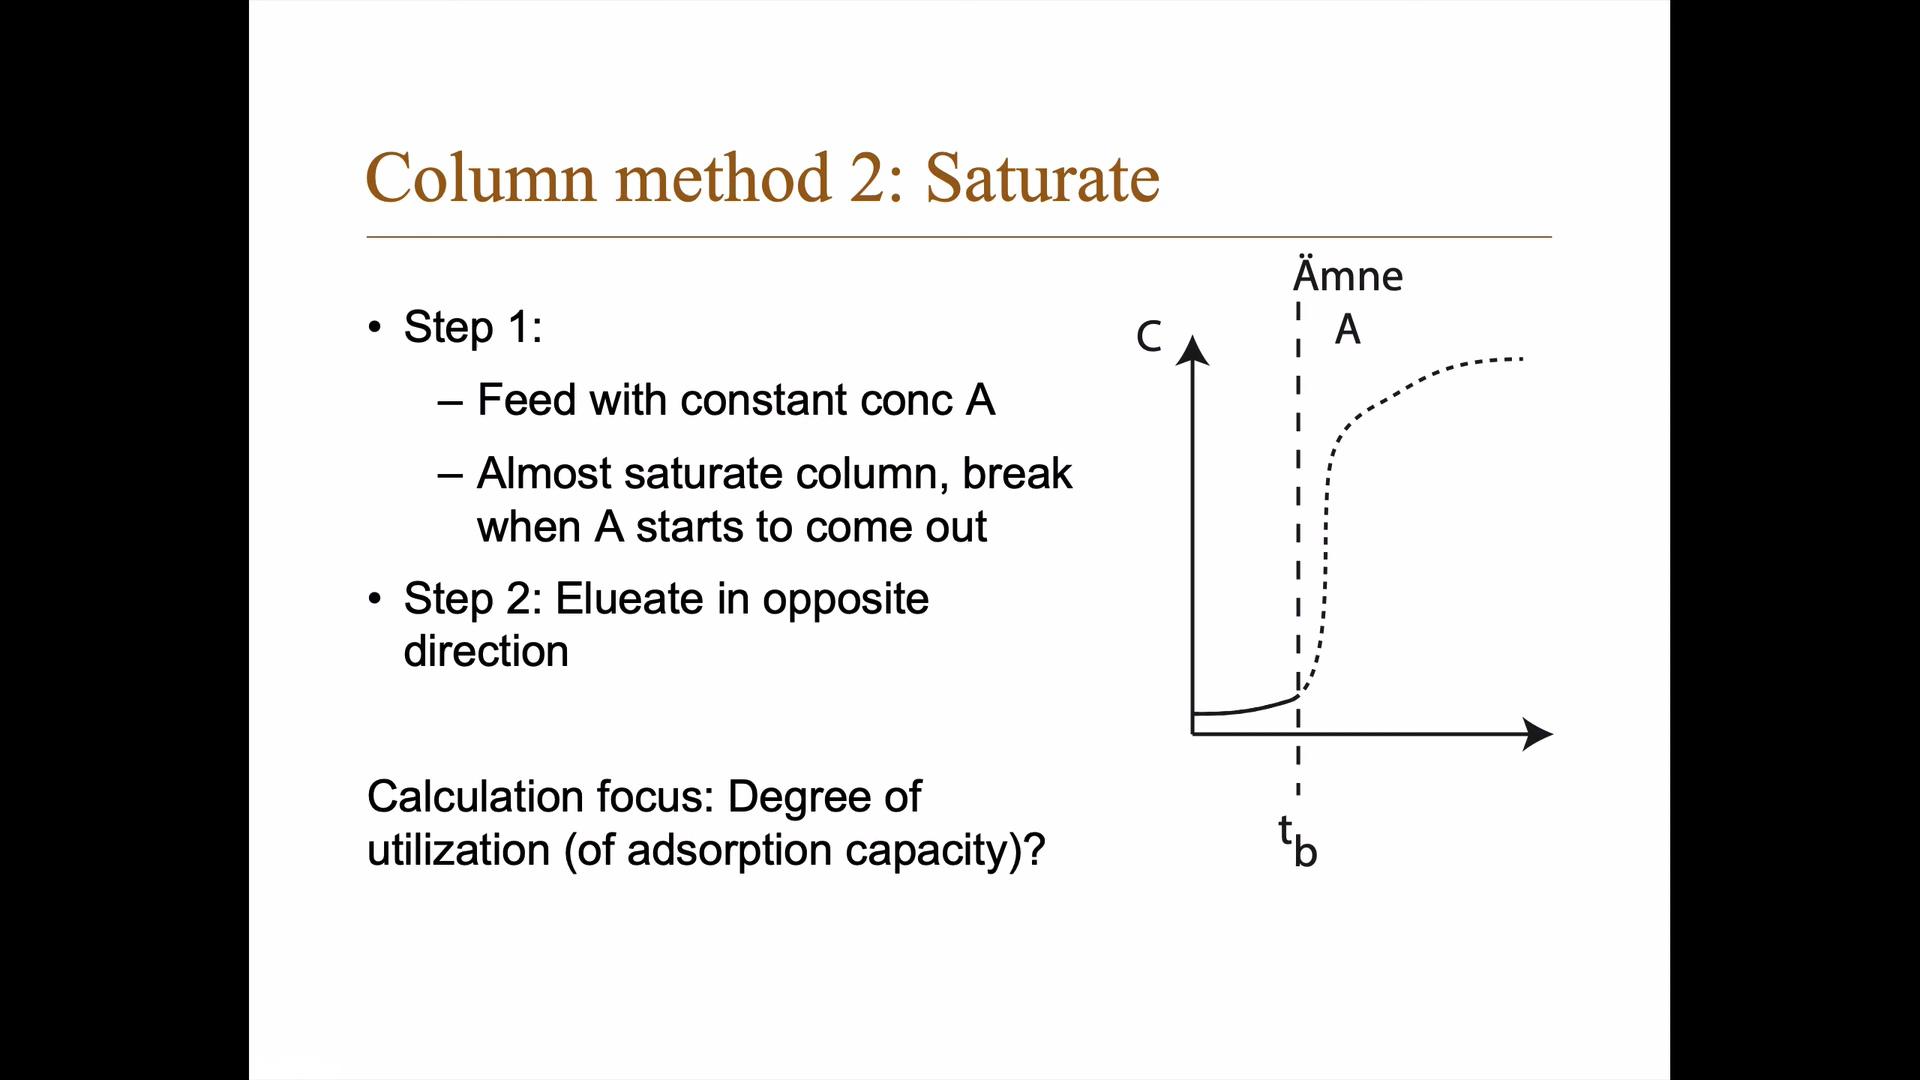 Column method 2: Saturate
• Step 1:
– Feed with constant conc A
– Almost saturate column, break
when A starts to come out
• Step 2: Elueate in opposite
direction
Calculation focus: Degree of
utilization (of adsorption capacity)?
Ämne
A
C
tb